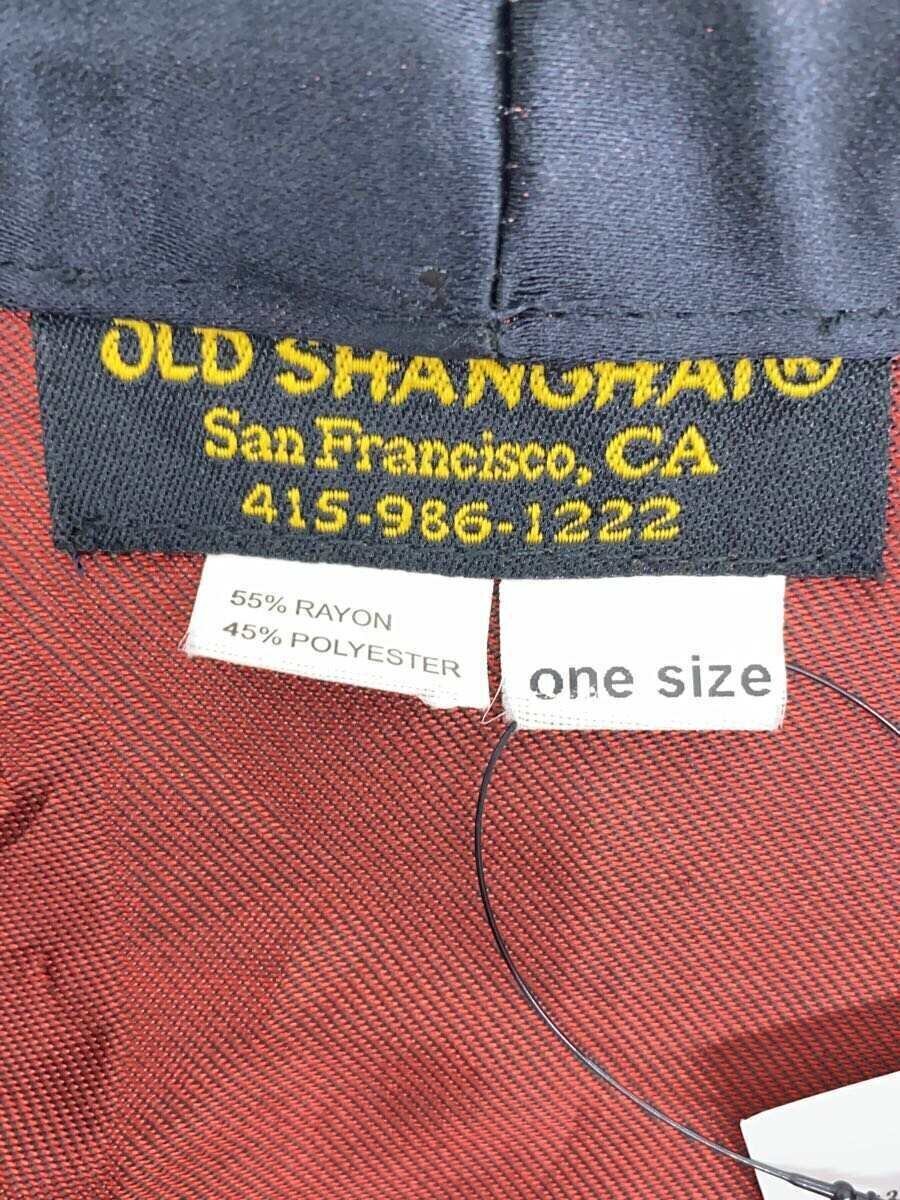 OLD SHANGHAI®
San Francisco, CA
415-986-1222
55% RAYON
45% POLYESTER
one size